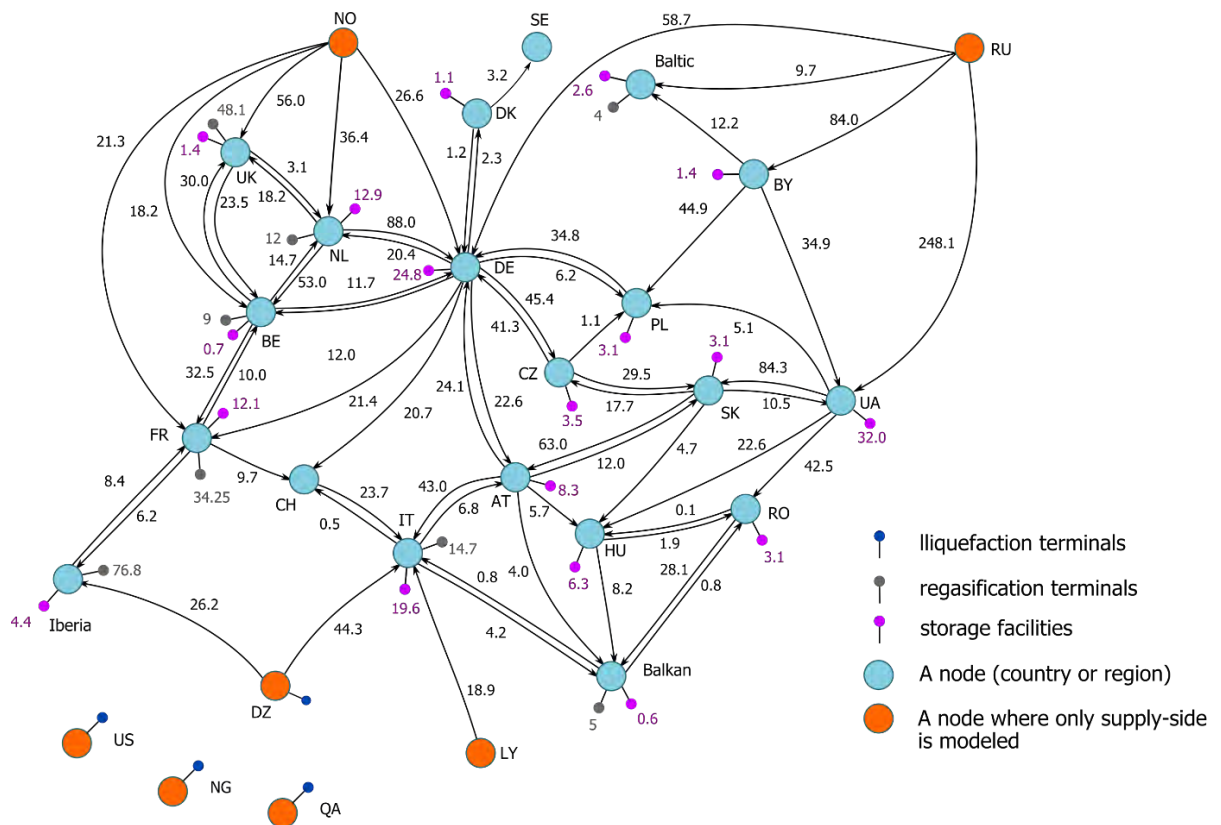 NO
SE
58.7
RU
Baltic
1.1
3.2
2.6
9.7
4
DK
48.1
56.0
26.6
84.0
12.2
21.3
1.4
36.4
1.2
2.3
3.1
UK
30.0
18.2
1.4
BY
23.5
12.9
44.9
18.2
88.0
34.8
34.9
248.1
12
NL
20.4
14.7
24.8
DE
6.2
53.0
11.7
45.4
9
PL
BE
41.3
1.1
5.1
0.7
3.1
3.1
32.5
12.0
CZ
84.3
10.0
29.5
24.1
22.6
SK
10.5
UA
12.1
21.4
20.7
3.5
17.7
32.0
FR
63.0
4.7
22.6
9.7
12.0
42.5
8.4
23.7
43.0
AT
8.3
34.25
CH
6.8
5.7
RO
6.2
IT
0.1
0.5
14.7
HU
1.9
3.1
lliquefaction terminals
76.8
0.8
4.0
6.3
28.1
8.2
0.8
regasification terminals
26.2
19.6
4.4
Iberia
44.3
4.2
storage facilities
Balkan
A node (country or region)
18.9
DZ
5
0.6
A node where only supply-side
is modeled
US
LY
NG
QA